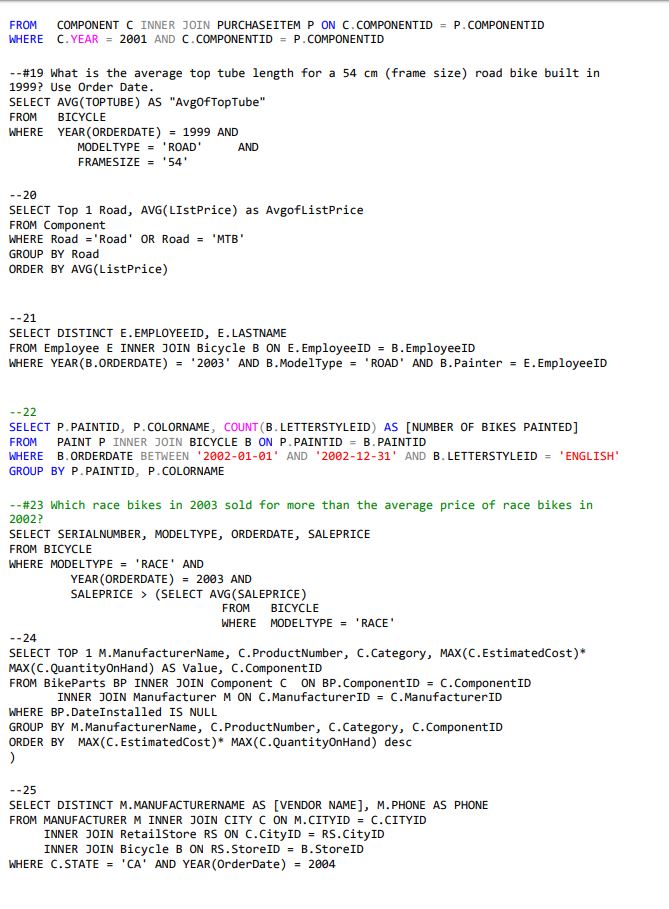 FROM   COMPONENT C INNER JOIN PURCHASEITEM P ON C.COMPONENTID = P.COMPONENTID
WHERE  C.YEAR = 2001 AND C.COMPONENTID = P.COMPONENTID
--#19 What is the average top tube length for a 54 cm (frame size) road bike built in
1999? Use Order Date.
SELECT AVG(TOPTUBE) AS "AvgOfTopTube"
FROM   BICYCLE
WHERE  YEAR(ORDERDATE) = 1999 AND
MODELTYPE = 'ROAD'     AND
FRAMESIZE = '54'
--20
SELECT Top 1 Road, AVG(LIstPrice) as AvgofListPrice
FROM Component
WHERE Road ='Road' OR Road = 'MTB'
GROUP BY Road
ORDER BY AVG(ListPrice)
--21
SELECT DISTINCT E.EMPLOYEEID, E.LASTNAME
FROM Employee E INNER JOIN Bicycle B ON E.EmployeeID = B.EmployeeID
WHERE YEAR(B.ORDERDATE) = '2003' AND B.ModelType = 'ROAD' AND B.Painter = E.EmployeeID
--22
SELECT P.PAINTID, P.COLORNAME, COUNT(B.LETTERSTYLEID) AS [NUMBER OF BIKES PAINTED]
FROM   PAINT P INNER JOIN BICYCLE B ON P.PAINTID = B.PAINTID
WHERE  B.ORDERDATE BETWEEN '2002-01-01' AND '2002-12-31' AND B.LETTERSTYLEID = 'ENGLISH'
GROUP BY P.PAINTID, P.COLORNAME
--#23 Which race bikes in 2003 sold for more than the average price of race bikes in
2002?
SELECT SERIALNUMBER, MODELTYPE, ORDERDATE, SALEPRICE
FROM BICYCLE
WHERE MODELTYPE = 'RACE' AND
YEAR(ORDERDATE) = 2003 AND
SALEPRICE > (SELECT AVG(SALEPRICE)
FROM   BICYCLE
WHERE  MODELTYPE = 'RACE'
--24
SELECT TOP 1 M.ManufacturerName, C.ProductNumber, C.Category, MAX(C.EstimatedCost)*
MAX(C.QuantityOnHand) AS Value, C.ComponentID
FROM BikeParts BP INNER JOIN Component C  ON BP.ComponentID = C.ComponentID
INNER JOIN Manufacturer M ON C.ManufacturerID = C.ManufacturerID
WHERE BP.DateInstalled IS NULL
GROUP BY M.ManufacturerName, C.ProductNumber, C.Category, C.ComponentID
ORDER BY  MAX(C.EstimatedCost)* MAX(C.QuantityOnHand) desc
)
--25
SELECT DISTINCT M.MANUFACTURERNAME AS [VENDOR NAME], M.PHONE AS PHONE
FROM MANUFACTURER M INNER JOIN CITY C ON M.CITYID = C.CITYID
INNER JOIN RetailStore RS ON C.CityID = RS.CityID
INNER JOIN Bicycle B ON RS.StoreID = B.StoreID
WHERE C.STATE = 'CA' AND YEAR(OrderDate) = 2004